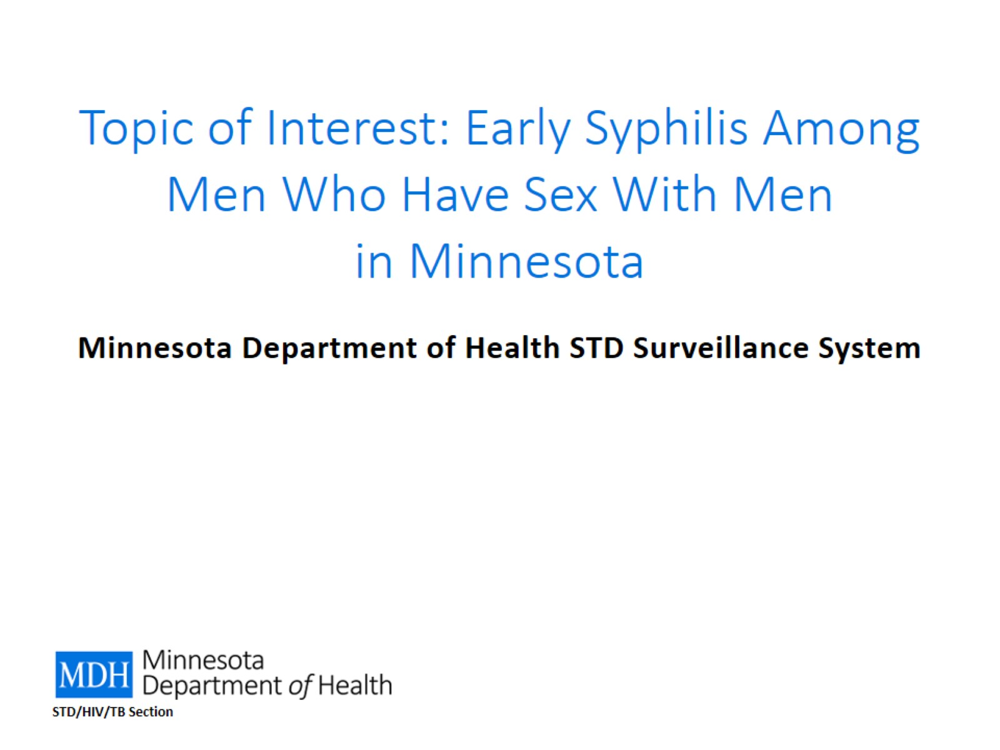 Topic of Interest: Early Syphilis Among
Men Who Have Sex With Men
in Minnesota
Minnesota Department of Health STD Surveillance System
MDH
Minnesota
Department of Health
STD/HIV/TB Section